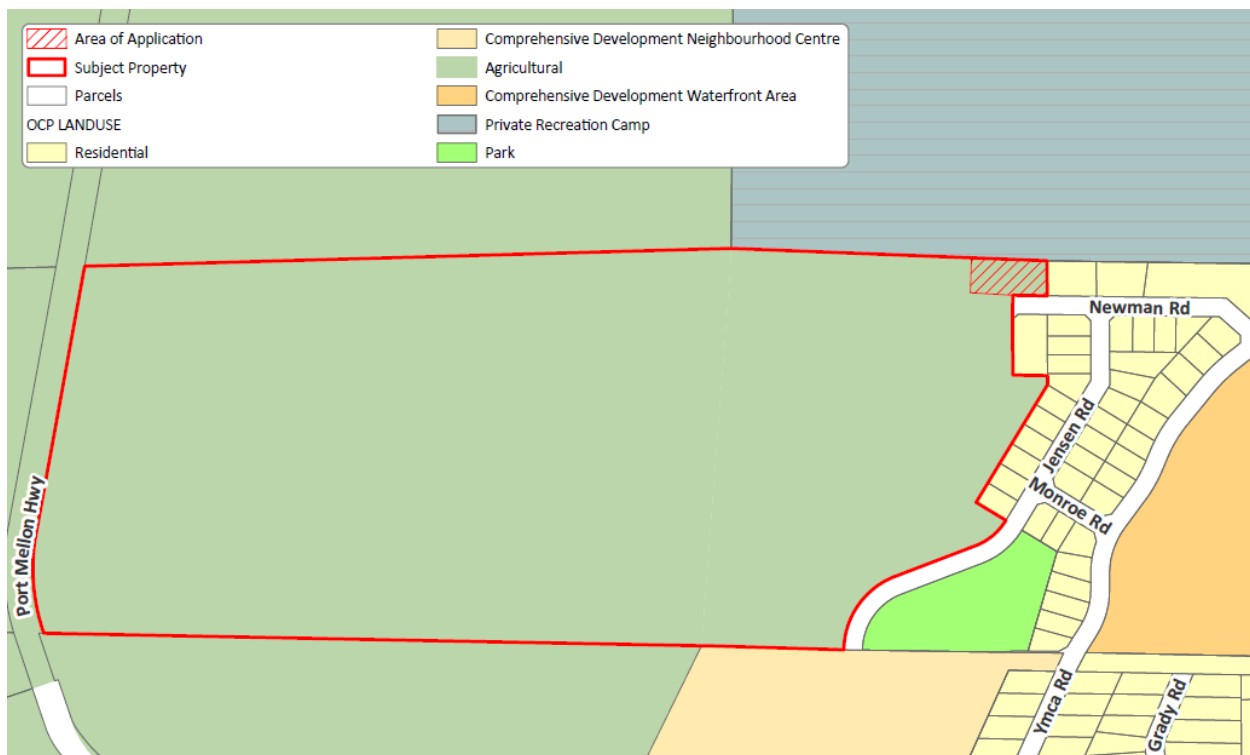 Area of Application
Subject Property
Parcels
OCP LANDUSE
Residential
Comprehensive Development Neighbourhood Centre
Agricultural
Comprehensive Development Waterfront Area
Private Recreation Camp
Park
Newman Rd
Jensen Rd
Monroe Rd
Port Mellon Hwy
Ymca Rd
Grady Rd